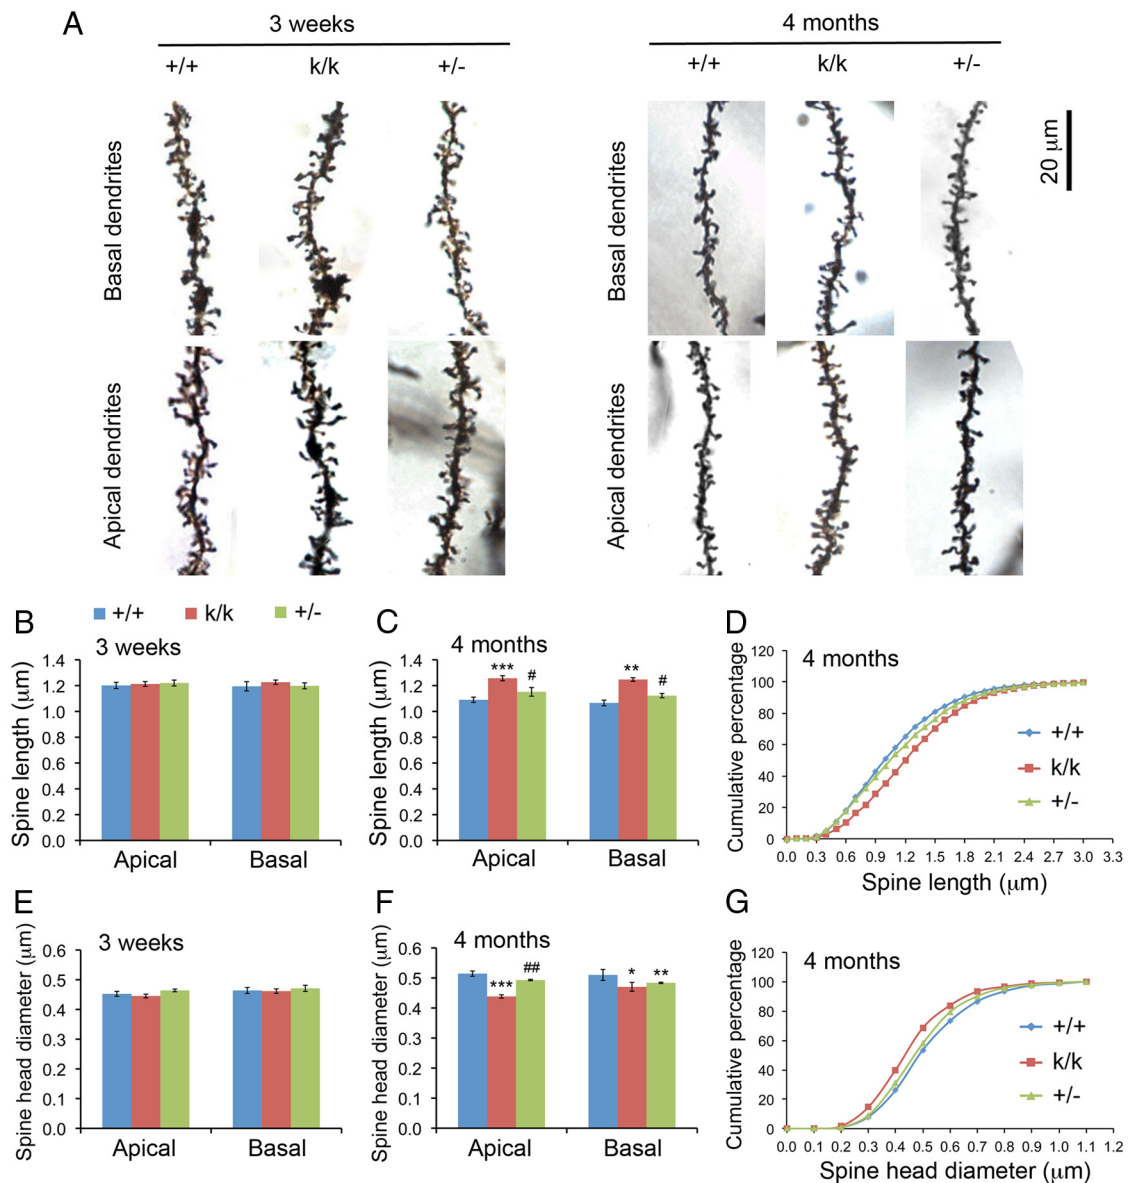 A
3 weeks
4 months
+/+ k/k +/-
+/+ k/k +/-
Basal dendrites
Basal dendrites
20 μm
Apical dendrites
Apical dendrites
+/+ k/k +/-
B
3 weeks
Spine length (μm)
1.4
1.2
1.0
0.8
0.6
0.4
0.2
0.0
Apical Basal
C
4 months
Spine length (μm)
1.4
1.2
1.0
0.8
0.6
0.4
0.2
0.0
*** #
** #
Apical Basal
D
4 months
Cumulative percentage
120
100
80
60
40
20
0
+/+
k/k
+/-
0.0 0.3 0.6 0.9 1.2 1.5 1.8 2.1 2.4 2.7 3.0 3.3
Spine length (μm)
E
3 weeks
Spine head diameter (μm)
0.6
0.5
0.4
0.3
0.2
0.1
0.0
Apical Basal
F
4 months
Spine head diameter (μm)
0.6
0.5
0.4
0.3
0.2
0.1
0.0
*** ##
* **
Apical Basal
G
4 months
Cumulative percentage
120
100
80
60
40
20
0
+/+
k/k
+/-
0.0 0.1 0.2 0.3 0.4 0.5 0.6 0.7 0.8 0.9 1.0 1.1 1.2
Spine head diameter (μm)